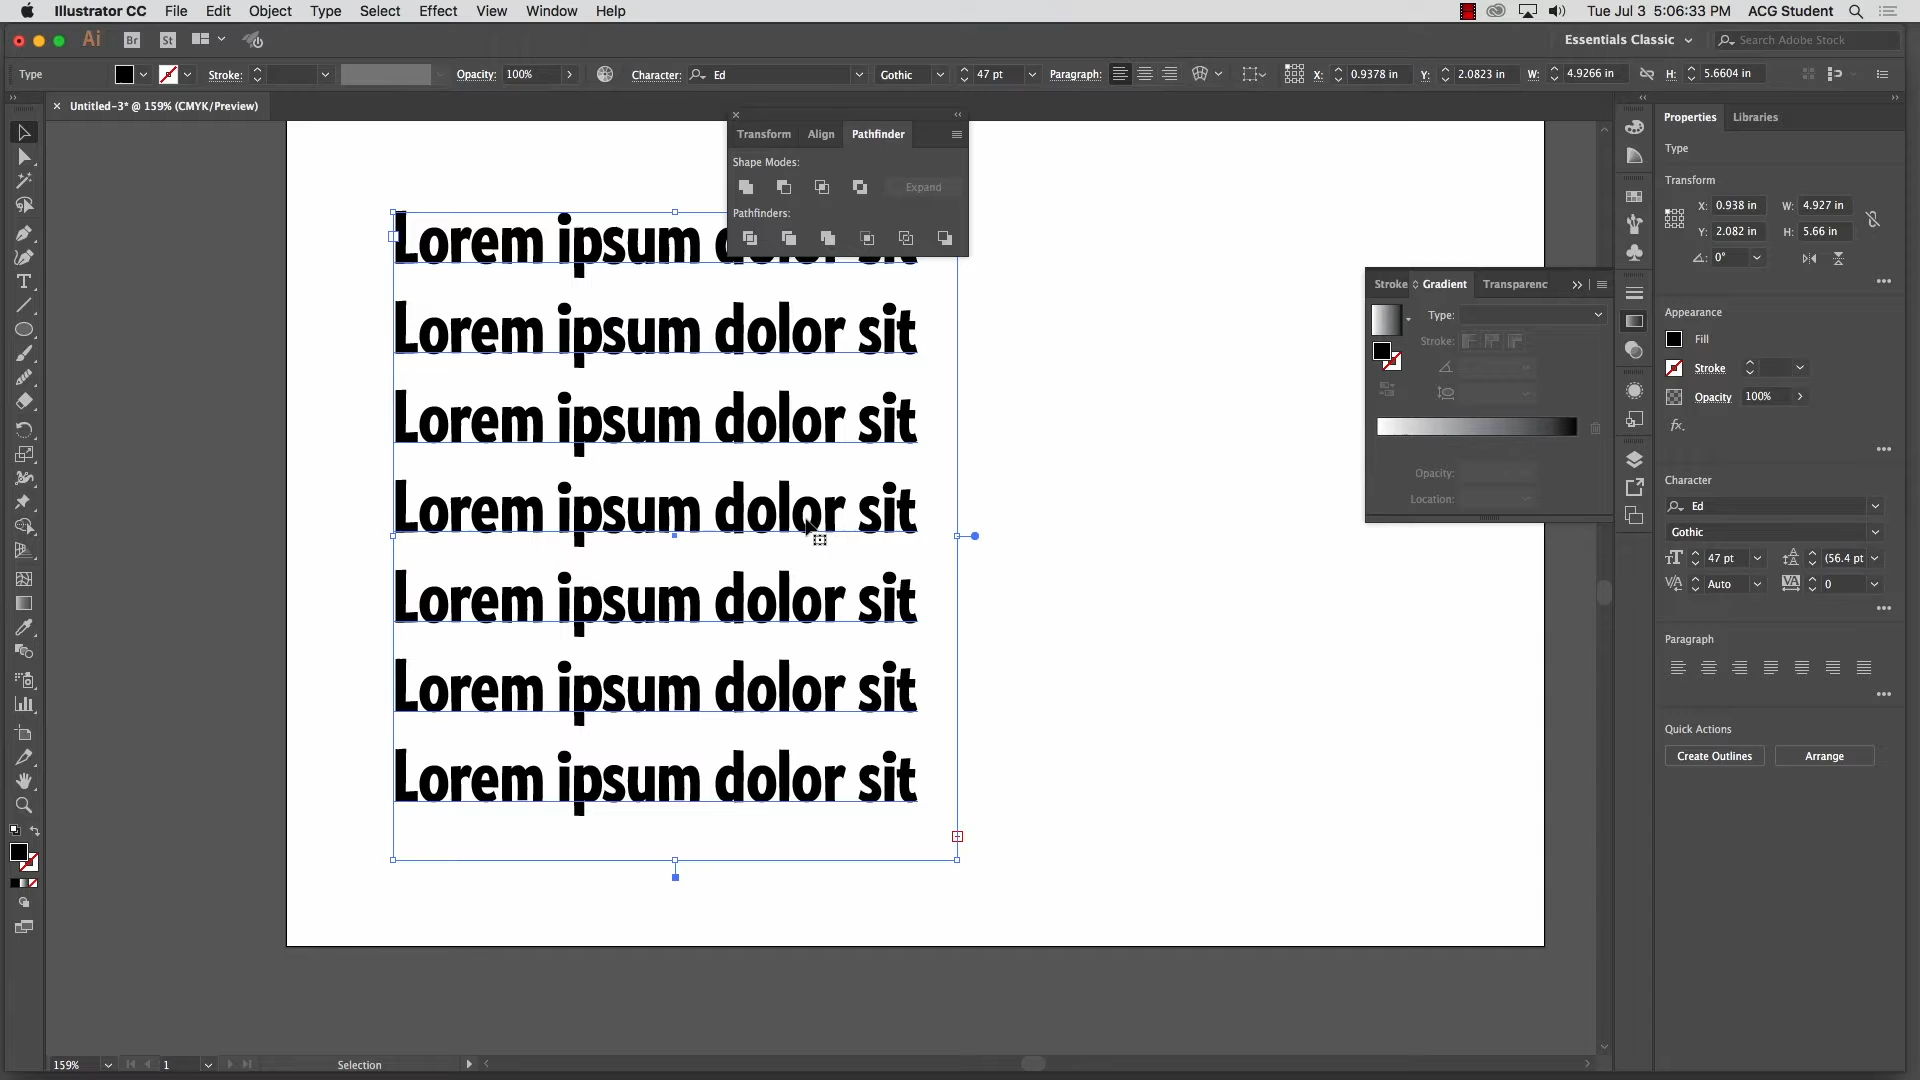 Illustrator CC File Edit Object Type Select Effect View Window Help Tue Jul 3 5:06:33 PM ACG Student
Ai Br St Essentials Classic Search Adobe Stock
Type Stroke: Opacity: 100% Character: Ed Gothic 47 pt Paragraph: X: 0.9378 in Y: 2.0823 in W: 4.9266 in H: 5.6604 in
Untitled-3* @ 159% (CMYK/Preview)
Transform Align Pathfinder
Shape Modes:
Expand
Pathfinders:
Lorem ipsum dolor sit
Lorem ipsum dolor sit
Lorem ipsum dolor sit
Lorem ipsum dolor sit
Lorem ipsum dolor sit
Lorem ipsum dolor sit
Lorem ipsum dolor sit
Stroke Gradient Transparenc
Type:
Stroke:
Opacity:
Location:
Properties Libraries
Type
Transform
X: 0.938 in W: 4.927 in
Y: 2.082 in H: 5.66 in
0°
Appearance
Fill
Stroke
Opacity 100%
fx.
Character
Ed
Gothic
47 pt (56.4 pt
Auto 0
Paragraph
Quick Actions
Create Outlines Arrange
159% 1 Selection